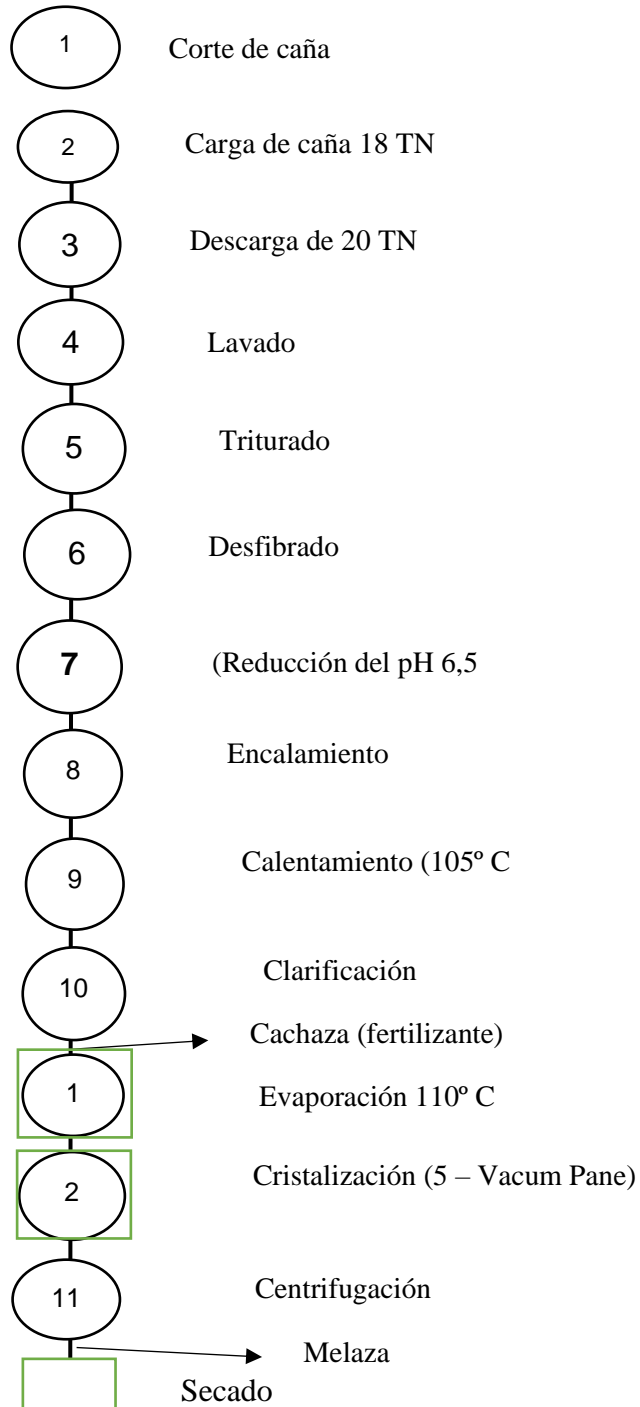 1 Corte de caña
2 Carga de caña 18 TN
3 Descarga de 20 TN
4 Lavado
5 Triturado
6 Desfibrado
7 (Reducción del pH 6,5
8 Encalamiento
9 Calentamiento (105º C
10 Clarificación
Cachaza (fertilizante)
1 Evaporación 110º C
2 Cristalización (5 – Vacum Pane)
11 Centrifugación
Melaza
Secado